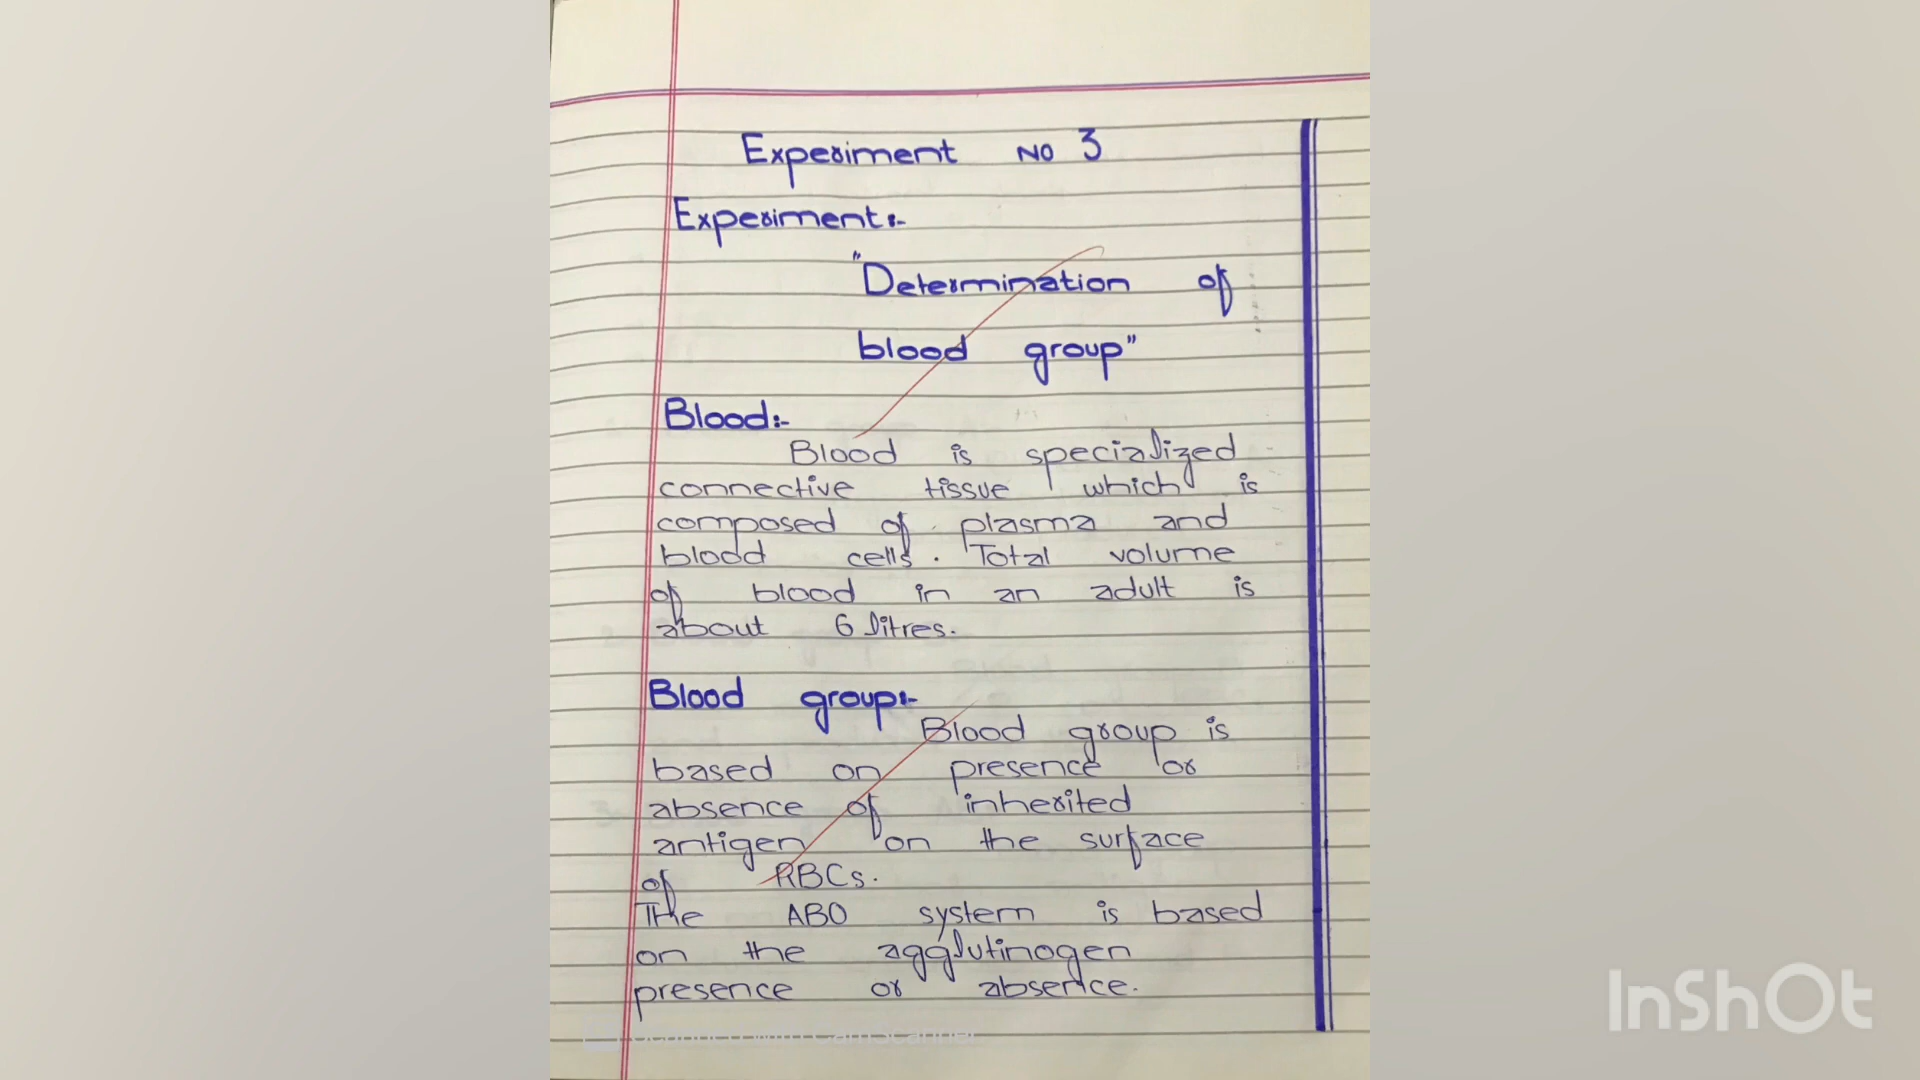 Experiment No 3
Experiment:-
"Determination of
blood group"
Blood:-
Blood is specialized
connective tissue which is
composed of plasma and
blood cells. Total volume
of blood in an adult is
about 6 litres.
Blood group:-
Blood group is
based on presence or
absence of inherited
antigen on the surface
of RBCs.
The ABO system is based
on the agglutinogen
presence or absence.
InShOt